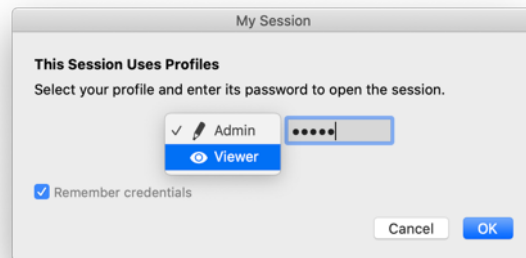 My Session
This Session Uses Profiles
Select your profile and enter its password to open the session.
Admin
Viewer
Remember credentials
Cancel OK